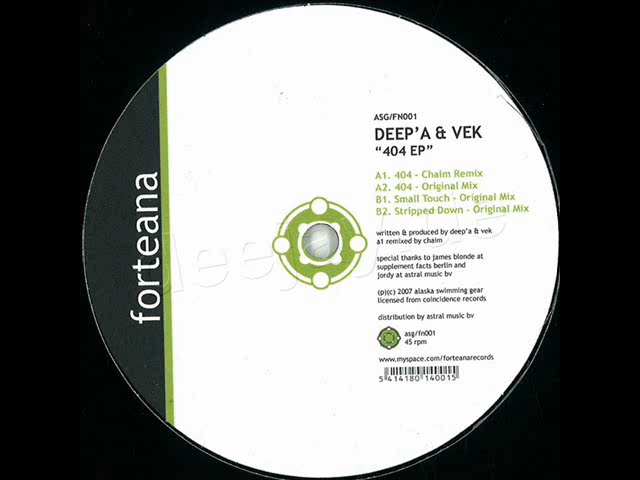 forteana
ASG/FN001
DEEP'A & VEK
"404 EP"
A1. 404 - Chaim Remix
A2. 404 - Original Mix
B1. Small Touch - Original Mix
B2. Stripped Down - Original Mix
written & produced by deep'a & vek
a1 remixed by chaim
special thanks to james blonde at
supplement facts berlin and
jordy at astral music bv
(p)(c) 2007 alaska swimming gear
licensed from coincidence records
distribution by astral music bv
asg/fn001
45 rpm
www.myspace.com/forteanarecords
5 414180 140015
deejay.de